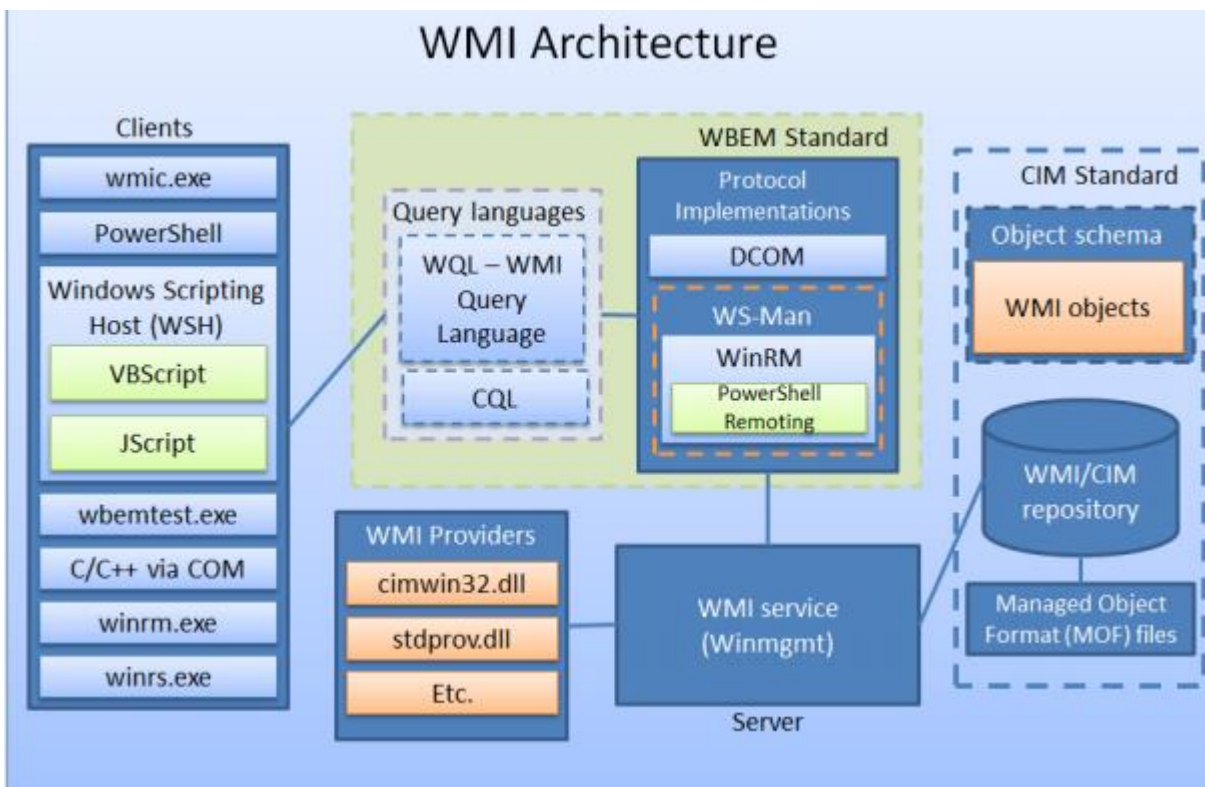 WMI Architecture
Clients
wmic.exe
PowerShell
Windows Scripting
Host (WSH)
VBScript
JScript
wbemtest.exe
C/C++ via COM
winrm.exe
winrs.exe
WBEM Standard
Query languages
WQL – WMI
Query
Language
CQL
Protocol
Implementations
DCOM
WS-Man
WinRM
PowerShell
Remoting
WMI Providers
cimwin32.dll
stdprov.dll
Etc.
WMI service
(Winmgmt)
Server
CIM Standard
Object schema
WMI objects
WMI/CIM
repository
Managed Object
Format (MOF) files